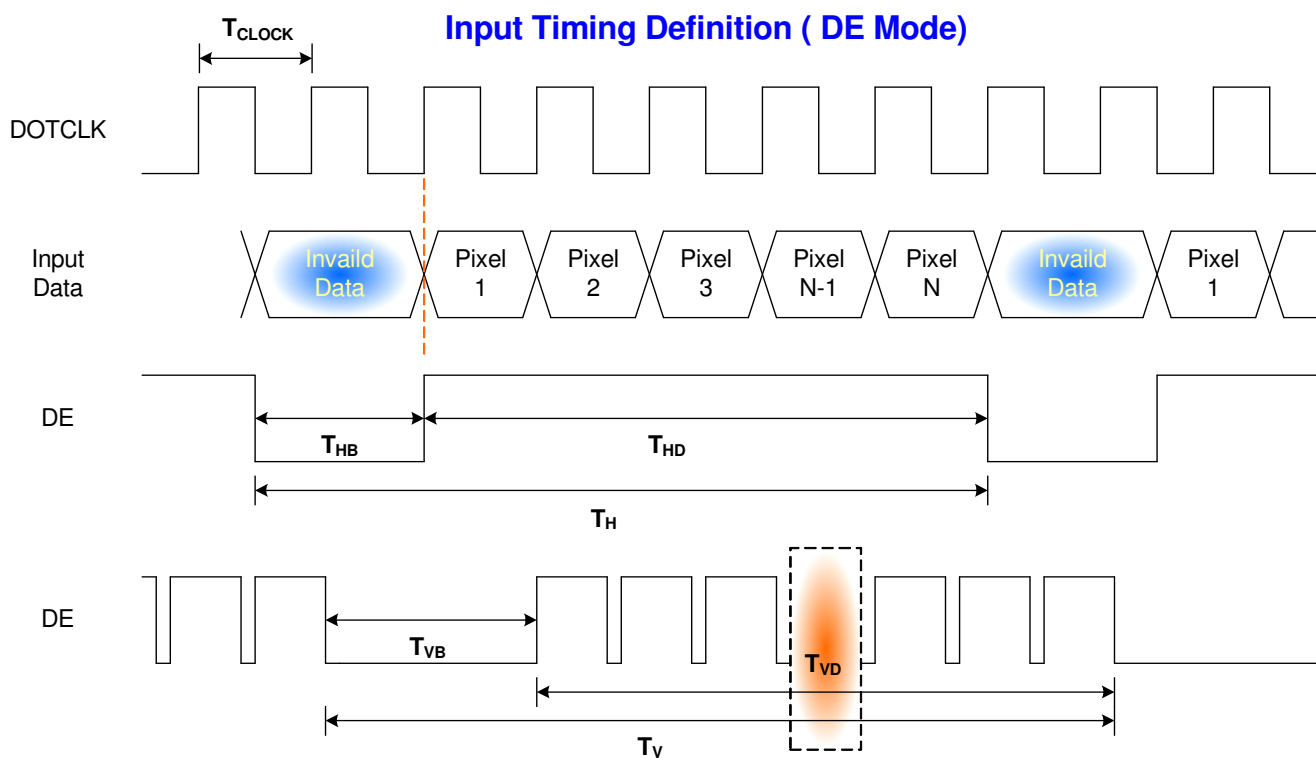 Input Timing Definition ( DE Mode)
TCLOCK
DOTCLK
Input
Data
Invaild
Data
Pixel
1
Pixel
2
Pixel
3
Pixel
N-1
Pixel
N
Invaild
Data
Pixel
1
DE
THB
THD
TH
DE
TVB
TVD
TV